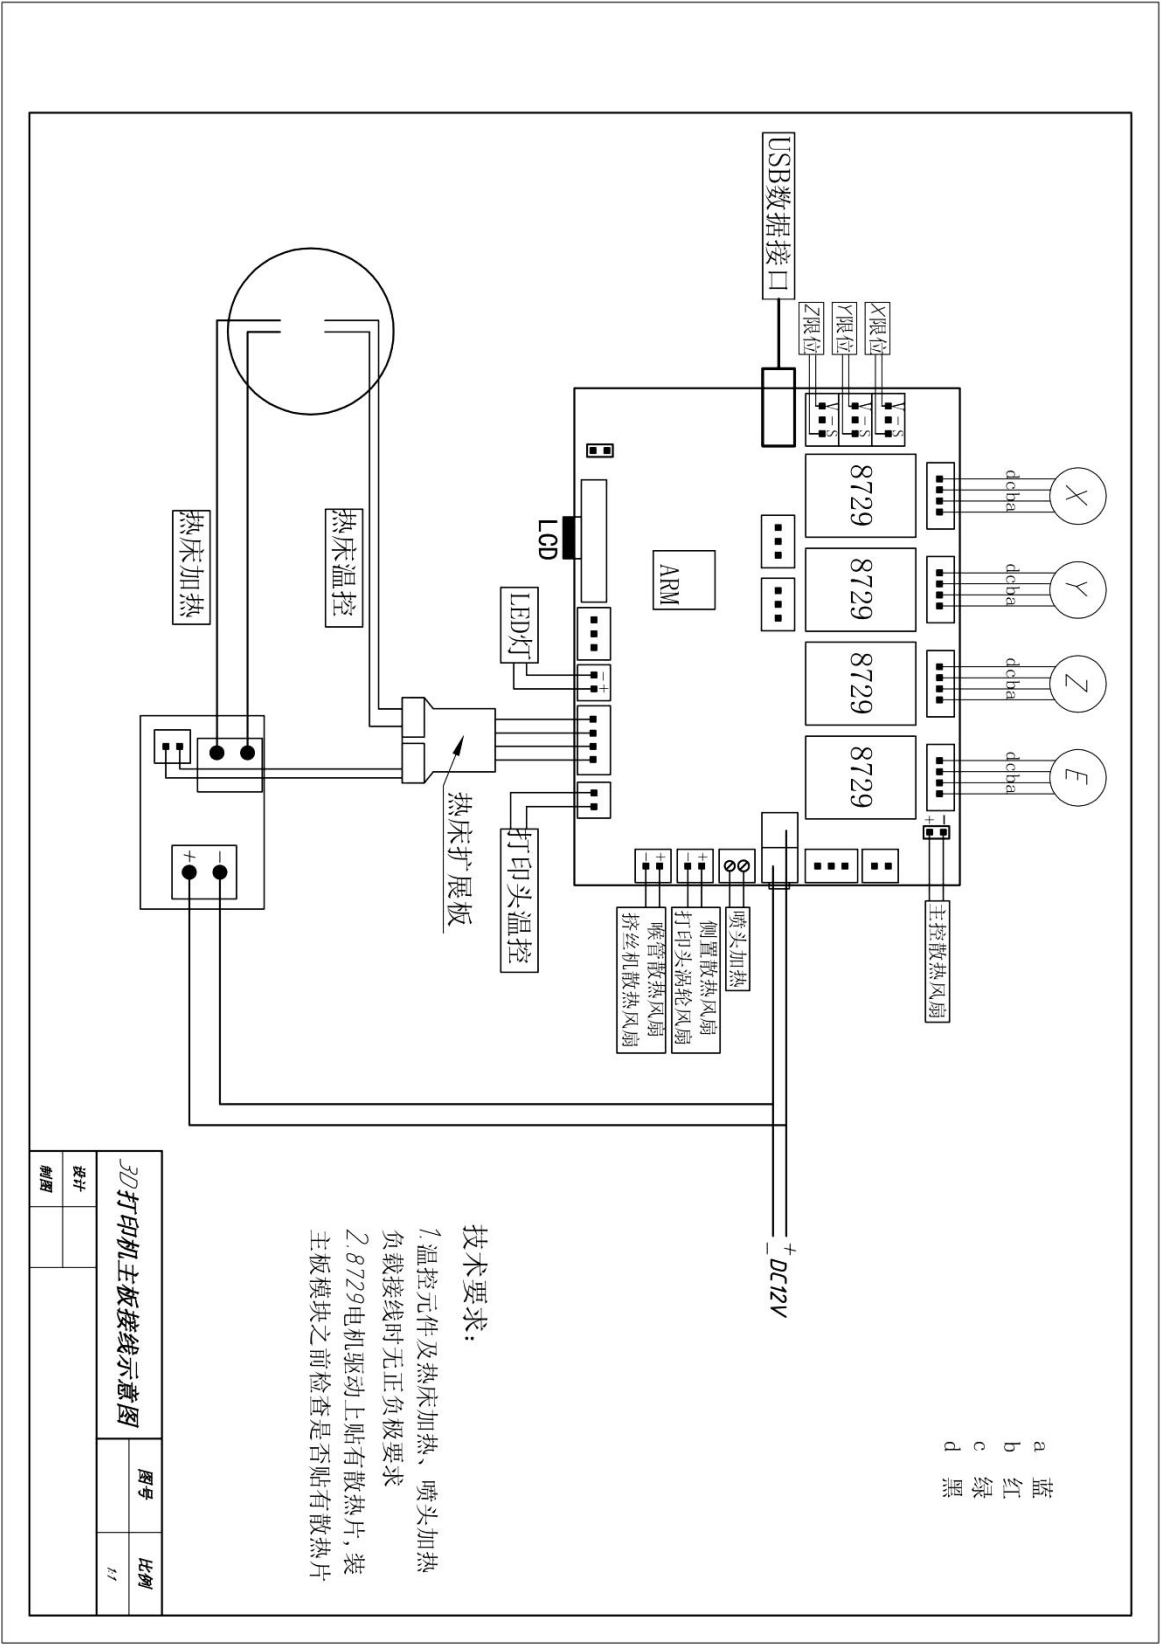 X
Y
Z
E
dcba
dcba
dcba
dcba
a 蓝
b 红
c 绿
d 黑
X限位
Y限位
Z限位
V-S
V-S
V-S
USB数据接口
8729
8729
8729
8729
+ -
主控散热风扇
ARM
喷头加热
+
-
侧置散热风扇
打印头涡轮风扇
+
-
喉管散热风扇
挤丝机散热风扇
+
- DC12V
LCD
LED灯
- +
打印头温控
热床扩展板
热床温控
热床加热
-
+
技术要求:
1.温控元件及热床加热、喷头加热
负载接线时无正负极要求
2.8729电机驱动上贴有散热片,装
主板模块之前检查是否贴有散热片
3D打印机主板接线示意图
图号
比例
1:1
设计
制图